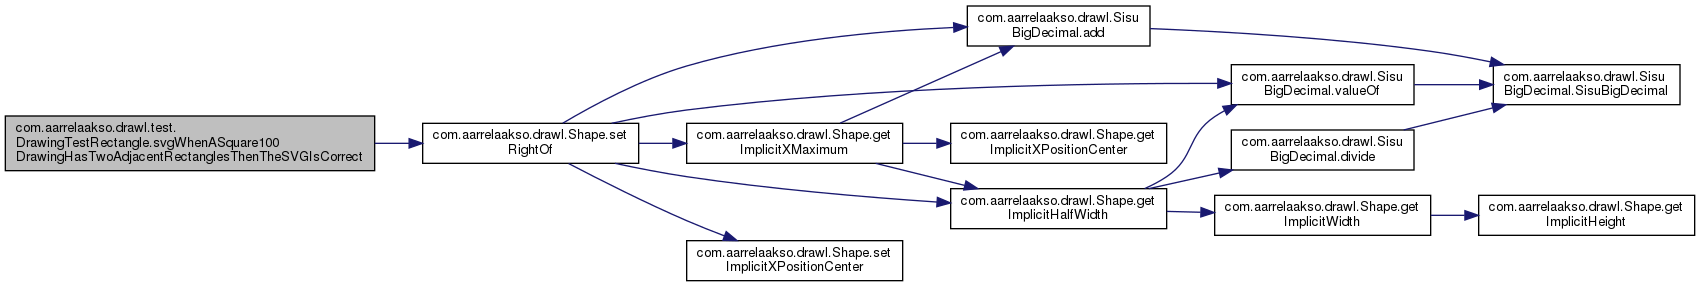 com.aarrelaakso.drawl.test.
DrawingTestRectangle.svgWhenASquare100
DrawingHasTwoAdjacentRectanglesThenTheSVGIsCorrect
com.aarrelaakso.drawl.Shape.set
RightOf
com.aarrelaakso.drawl.Sisu
BigDecimal.add
com.aarrelaakso.drawl.Shape.get
ImplicitXMaximum
com.aarrelaakso.drawl.Shape.set
ImplicitXPositionCenter
com.aarrelaakso.drawl.Shape.get
ImplicitXPositionCenter
com.aarrelaakso.drawl.Shape.get
ImplicitHalfWidth
com.aarrelaakso.drawl.Sisu
BigDecimal.valueOf
com.aarrelaakso.drawl.Sisu
BigDecimal.divide
com.aarrelaakso.drawl.Shape.get
ImplicitWidth
com.aarrelaakso.drawl.Sisu
BigDecimal.SisuBigDecimal
com.aarrelaakso.drawl.Shape.get
ImplicitHeight